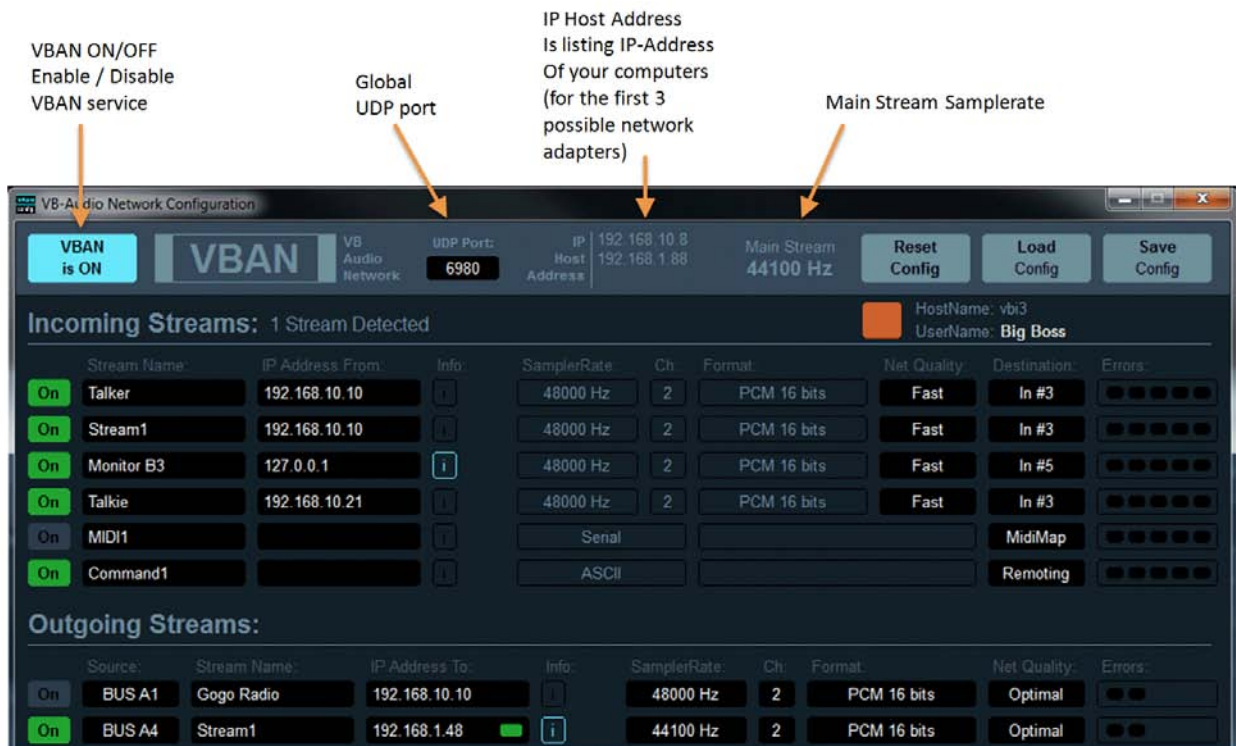 VBAN ON/OFF
Enable / Disable
VBAN service
Global
UDP port
IP Host Address
Is listing IP-Address
Of your computers
(for the first 3
possible network
adapters)
Main Stream Samplerate
VB-Audio Network Configuration
VBAN
is ON
VBAN
VB
Audio
Network
UDP Port:
6980
IP
Host
Address
192.168.10.8
192.168.1.88
Main Stream
44100 Hz
Reset
Config
Load
Config
Save
Config
Incoming Streams: 1 Stream Detected
HostName: vbi3
UserName: Big Boss
Stream Name: IP Address From: Info: SamplerRate Ch: Format: Net Quality: Destination: Errors:
On Talker 192.168.10.10 i 48000 Hz 2 PCM 16 bits Fast In #3
On Stream1 192.168.10.10 i 48000 Hz 2 PCM 16 bits Fast In #3
On Monitor B3 127.0.0.1 i 48000 Hz 2 PCM 16 bits Fast In #5
On Talkie 192.168.10.21 i 48000 Hz 2 PCM 16 bits Fast In #3
On MIDI1 i Serial MidiMap
On Command1 i ASCII Remoting
Outgoing Streams:
Source: Stream Name: IP Address To: Info: SamplerRate: Ch: Format: Net Quality: Errors:
On BUS A1 Gogo Radio 192.168.10.10 i 48000 Hz 2 PCM 16 bits Optimal
On BUS A4 Stream1 192.168.1.48 i 44100 Hz 2 PCM 16 bits Optimal